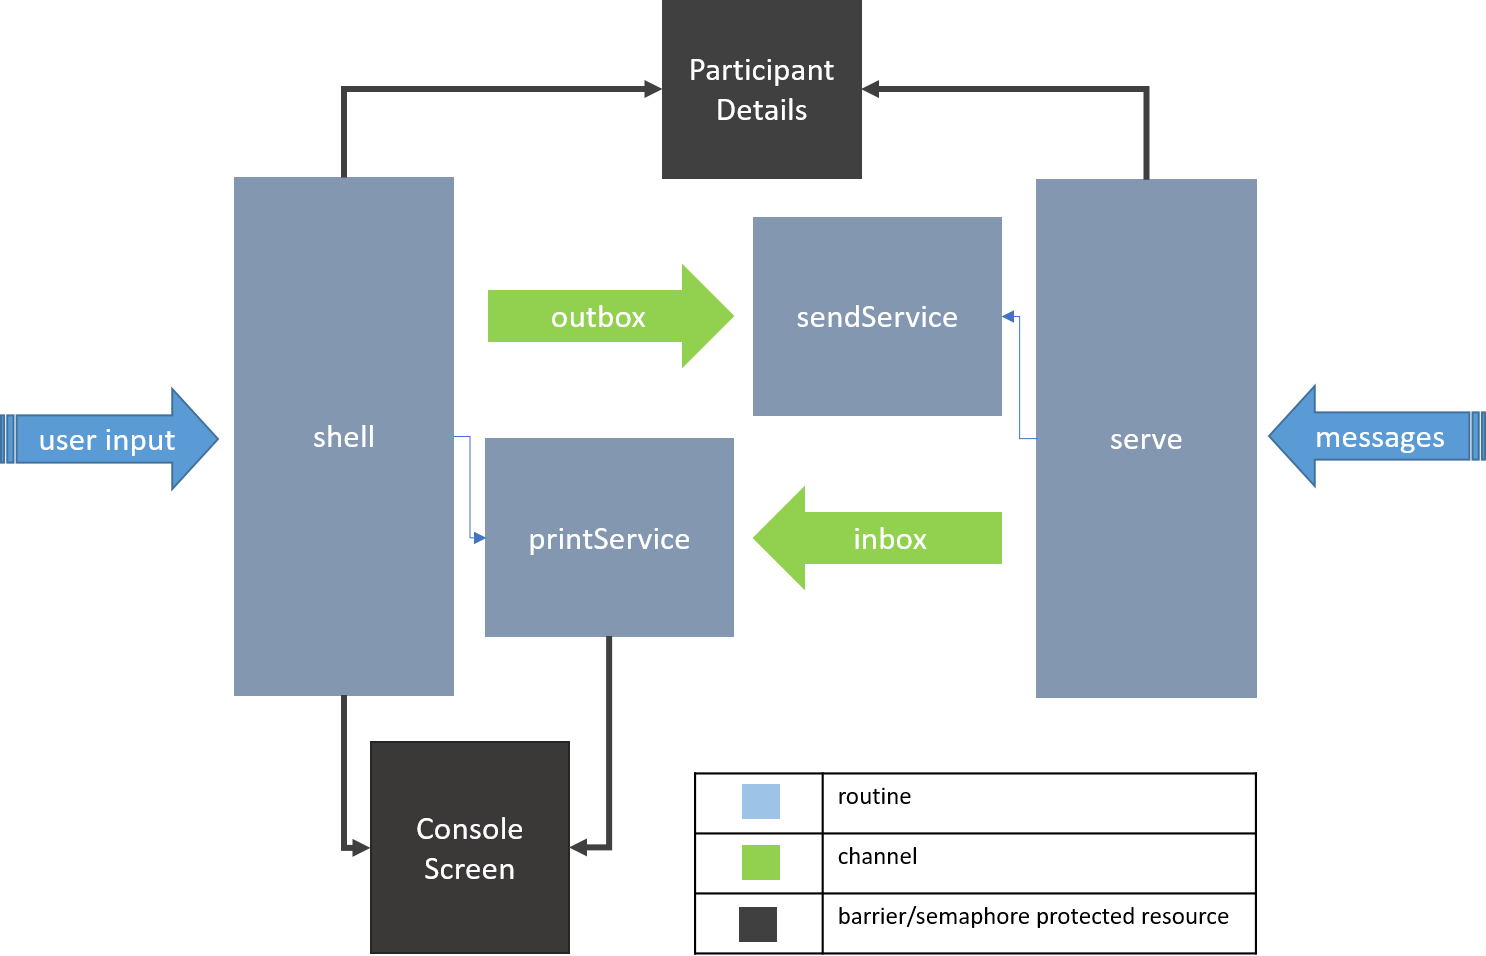 Participant
Details
sendService
outbox
shell
serve
user input
messages
printService
inbox
Console
Screen
routine
channel
barrier/semaphore protected resource